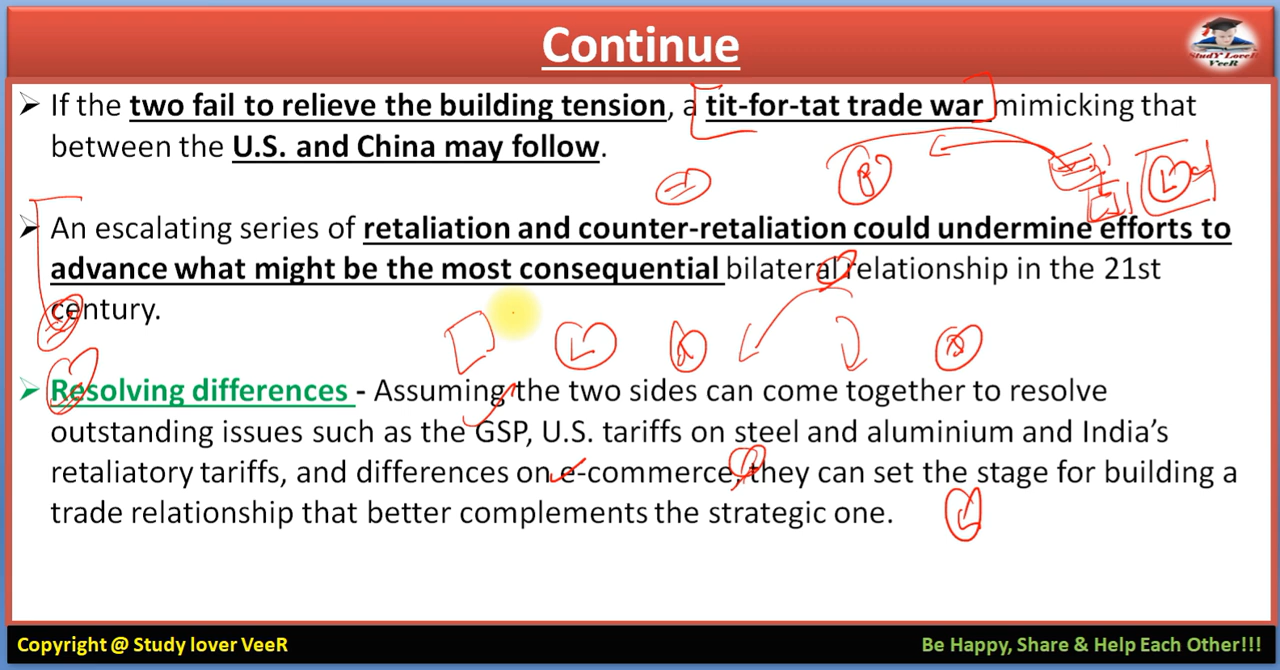 Continue
StudY LoveR
VeeR
➢ If the two fail to relieve the building tension, a tit-for-tat trade war mimicking that
between the U.S. and China may follow.
➢ An escalating series of retaliation and counter-retaliation could undermine efforts to
advance what might be the most consequential bilateral relationship in the 21st
century.
➢ Resolving differences - Assuming the two sides can come together to resolve
outstanding issues such as the GSP, U.S. tariffs on steel and aluminium and India's
retaliatory tariffs, and differences on e-commerce, they can set the stage for building a
trade relationship that better complements the strategic one.
Copyright @ Study lover VeeR
Be Happy, Share & Help Each Other!!!